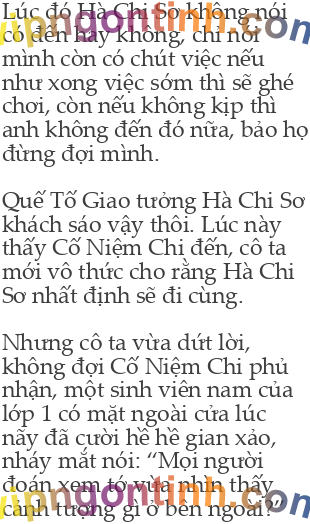 Lúc đó Hà Chi Sơ không nói
có đến hay không, chỉ nói
mình còn có chút việc nếu
như xong việc sớm thì sẽ ghé
chơi, còn nếu không kịp thì
anh không đến đó nữa, bảo họ
đừng đợi mình.
Quế Tố Giao tưởng Hà Chi Sơ
khách sáo vậy thôi. Lúc này
thấy Cố Niệm Chi đến, cô ta
mới vô thức cho rằng Hà Chi
Sơ nhất định sẽ đi cùng.
Nhưng cô ta vừa dứt lời,
không đợi Cố Niệm Chi phủ
nhận, một sinh viên nam của
lớp 1 có mặt ngoài cửa lúc
nãy đã cười hề hề gian xảo,
nháy mắt nói: “Mọi người
đoán xem tớ vừa nhìn thấy
cảnh tượng gì ở bên ngoài?”
vipngontinh.com
vipngontinh.com